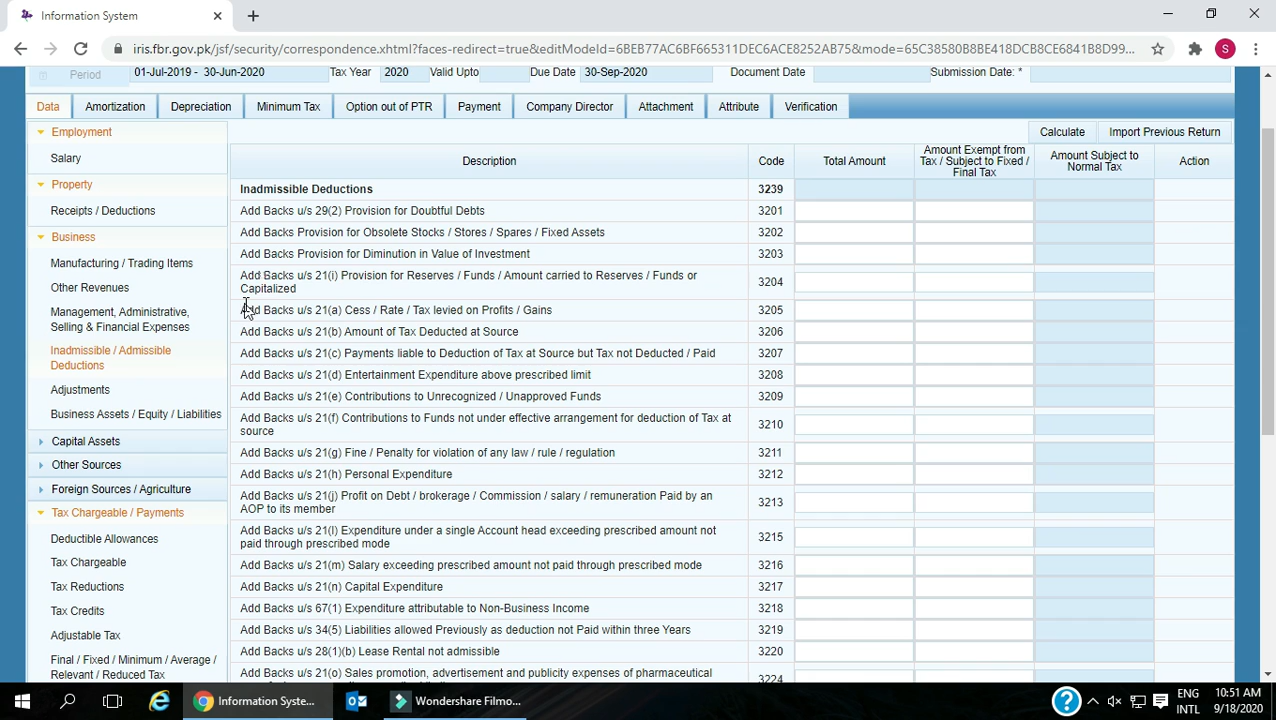 Information System
iris.fbr.gov.pk/jsf/security/correspondence.xhtml?faces-redirect=true&editModeId=6BEB77AC6BF665311DEC6ACE8252AB75&mode=65C38580B8BE418DCB8CE6841B8D99...
S
Period 01-Jul-2019 - 30-Jun-2020 Tax Year 2020 Valid Upto Due Date 30-Sep-2020 Document Date Submission Date: *
Data Amortization Depreciation Minimum Tax Option out of PTR Payment Company Director Attachment Attribute Verification
Employment
Salary
Property
Receipts / Deductions
Business
Manufacturing / Trading Items
Other Revenues
Management, Administrative,
Selling & Financial Expenses
Inadmissible / Admissible
Deductions
Adjustments
Business Assets / Equity / Liabilities
Capital Assets
Other Sources
Foreign Sources / Agriculture
Tax Chargeable / Payments
Deductible Allowances
Tax Chargeable
Tax Reductions
Tax Credits
Adjustable Tax
Final / Fixed / Minimum / Average /
Relevant / Reduced Tax
Calculate Import Previous Return
Description Code Total Amount Amount Exempt from
Tax / Subject to Fixed /
Final Tax Amount Subject to
Normal Tax Action
Inadmissible Deductions 3239
Add Backs u/s 29(2) Provision for Doubtful Debts 3201
Add Backs Provision for Obsolete Stocks / Stores / Spares / Fixed Assets 3202
Add Backs Provision for Diminution in Value of Investment 3203
Add Backs u/s 21(i) Provision for Reserves / Funds / Amount carried to Reserves / Funds or
Capitalized 3204
Add Backs u/s 21(a) Cess / Rate / Tax levied on Profits / Gains 3205
Add Backs u/s 21(b) Amount of Tax Deducted at Source 3206
Add Backs u/s 21(c) Payments liable to Deduction of Tax at Source but Tax not Deducted / Paid 3207
Add Backs u/s 21(d) Entertainment Expenditure above prescribed limit 3208
Add Backs u/s 21(e) Contributions to Unrecognized / Unapproved Funds 3209
Add Backs u/s 21(f) Contributions to Funds not under effective arrangement for deduction of Tax at
source 3210
Add Backs u/s 21(g) Fine / Penalty for violation of any law / rule / regulation 3211
Add Backs u/s 21(h) Personal Expenditure 3212
Add Backs u/s 21(j) Profit on Debt / brokerage / Commission / salary / remuneration Paid by an
AOP to its member 3213
Add Backs u/s 21(l) Expenditure under a single Account head exceeding prescribed amount not
paid through prescribed mode 3215
Add Backs u/s 21(m) Salary exceeding prescribed amount not paid through prescribed mode 3216
Add Backs u/s 21(n) Capital Expenditure 3217
Add Backs u/s 67(1) Expenditure attributable to Non-Business Income 3218
Add Backs u/s 34(5) Liabilities allowed Previously as deduction not Paid within three Years 3219
Add Backs u/s 28(1)(b) Lease Rental not admissible 3220
Add Backs u/s 21(o) Sales promotion, advertisement and publicity expenses of pharmaceutical 3224
Information Syste...
Wondershare Filmo...
ENG
INTL
10:51 AM
9/18/2020